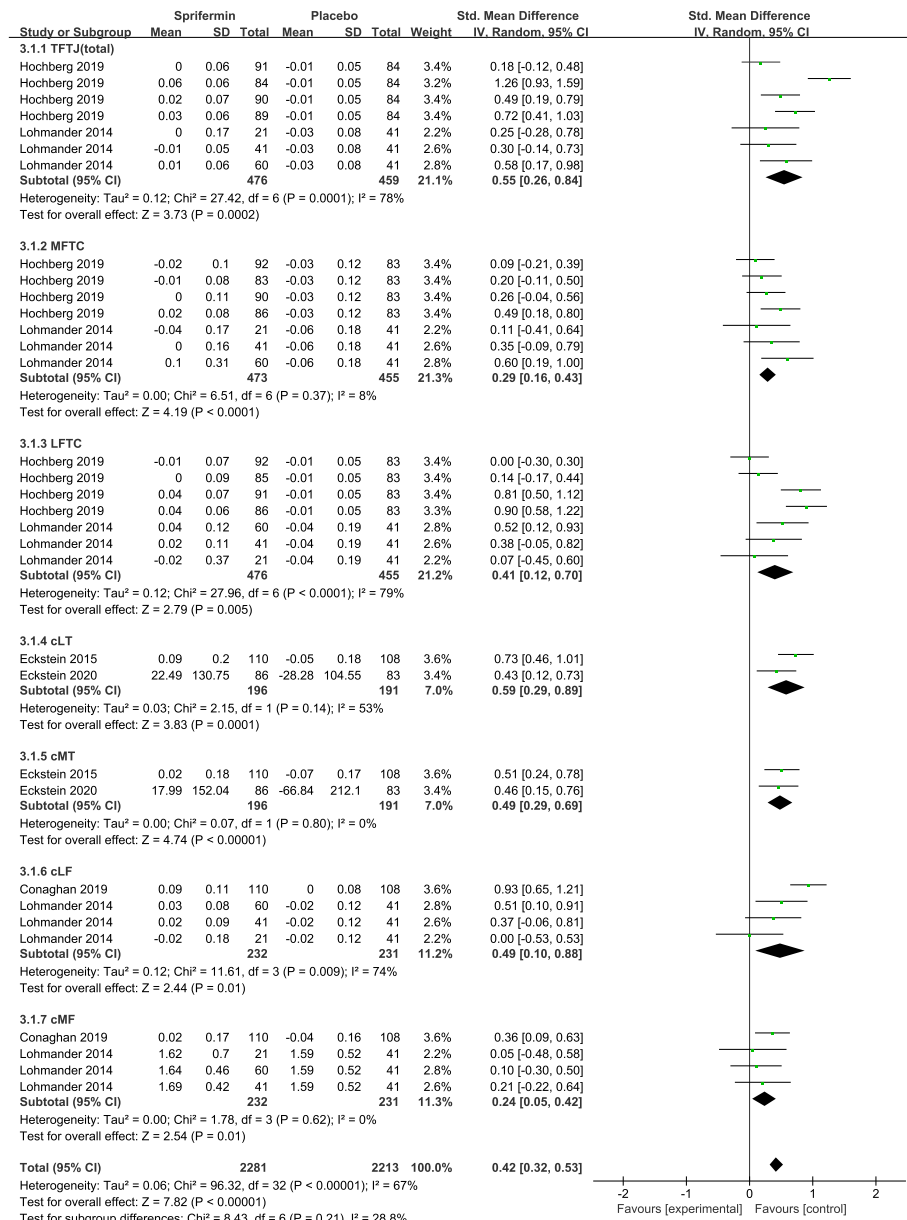 Sprifermin Placebo Std. Mean Difference Std. Mean Difference
Study or Subgroup Mean SD Total Mean SD Total Weight IV, Random, 95% CI IV, Random, 95% CI
3.1.1 TFTJ(total)
Hochberg 2019 0 0.06 91 -0.01 0.05 84 3.4% 0.18 [-0.12, 0.48]
Hochberg 2019 0.06 0.06 84 -0.01 0.05 84 3.2% 1.26 [0.93, 1.59]
Hochberg 2019 0.02 0.07 90 -0.01 0.05 84 3.4% 0.49 [0.19, 0.79]
Hochberg 2019 0.03 0.06 89 -0.01 0.05 84 3.4% 0.72 [0.41, 1.03]
Lohmander 2014 0 0.17 21 -0.03 0.08 41 2.2% 0.25 [-0.28, 0.78]
Lohmander 2014 -0.01 0.05 41 -0.03 0.08 41 2.6% 0.30 [-0.14, 0.73]
Lohmander 2014 0.01 0.06 60 -0.03 0.08 41 2.8% 0.58 [0.17, 0.98]
Subtotal (95% CI) 476 459 21.1% 0.55 [0.26, 0.84]
Heterogeneity: Tau² = 0.12; Chi² = 27.42, df = 6 (P = 0.0001); I² = 78%
Test for overall effect: Z = 3.73 (P = 0.0002)
3.1.2 MFTC
Hochberg 2019 -0.02 0.1 92 -0.03 0.12 83 3.4% 0.09 [-0.21, 0.39]
Hochberg 2019 -0.01 0.08 83 -0.03 0.12 83 3.4% 0.20 [-0.11, 0.50]
Hochberg 2019 0 0.11 90 -0.03 0.12 83 3.4% 0.26 [-0.04, 0.56]
Hochberg 2019 0.02 0.08 86 -0.03 0.12 83 3.4% 0.49 [0.18, 0.80]
Lohmander 2014 -0.04 0.17 21 -0.06 0.18 41 2.2% 0.11 [-0.41, 0.64]
Lohmander 2014 0 0.16 41 -0.06 0.18 41 2.6% 0.35 [-0.09, 0.79]
Lohmander 2014 0.1 0.31 60 -0.06 0.18 41 2.8% 0.60 [0.19, 1.00]
Subtotal (95% CI) 473 455 21.3% 0.29 [0.16, 0.43]
Heterogeneity: Tau² = 0.00; Chi² = 6.51, df = 6 (P = 0.37); I² = 8%
Test for overall effect: Z = 4.19 (P < 0.0001)
3.1.3 LFTC
Hochberg 2019 -0.01 0.07 92 -0.01 0.05 83 3.4% 0.00 [-0.30, 0.30]
Hochberg 2019 0 0.09 85 -0.01 0.05 83 3.4% 0.14 [-0.17, 0.44]
Hochberg 2019 0.04 0.07 91 -0.01 0.05 83 3.4% 0.81 [0.50, 1.12]
Hochberg 2019 0.04 0.06 86 -0.01 0.05 83 3.3% 0.90 [0.58, 1.22]
Lohmander 2014 0.04 0.12 60 -0.04 0.19 41 2.8% 0.52 [0.12, 0.93]
Lohmander 2014 0.02 0.11 41 -0.04 0.19 41 2.6% 0.38 [-0.05, 0.82]
Lohmander 2014 -0.02 0.37 21 -0.04 0.19 41 2.2% 0.07 [-0.45, 0.60]
Subtotal (95% CI) 476 455 21.2% 0.41 [0.12, 0.70]
Heterogeneity: Tau² = 0.12; Chi² = 27.96, df = 6 (P < 0.0001); I² = 79%
Test for overall effect: Z = 2.79 (P = 0.005)
3.1.4 cLT
Eckstein 2015 0.09 0.2 110 -0.05 0.18 108 3.6% 0.73 [0.46, 1.01]
Eckstein 2020 22.49 130.75 86 -28.28 104.55 83 3.4% 0.43 [0.12, 0.73]
Subtotal (95% CI) 196 191 7.0% 0.59 [0.29, 0.89]
Heterogeneity: Tau² = 0.03; Chi² = 2.15, df = 1 (P = 0.14); I² = 53%
Test for overall effect: Z = 3.83 (P = 0.0001)
3.1.5 cMT
Eckstein 2015 0.02 0.18 110 -0.07 0.17 108 3.6% 0.51 [0.24, 0.78]
Eckstein 2020 17.99 152.04 86 -66.84 212.1 83 3.4% 0.46 [0.15, 0.76]
Subtotal (95% CI) 196 191 7.0% 0.49 [0.29, 0.69]
Heterogeneity: Tau² = 0.00; Chi² = 0.07, df = 1 (P = 0.80); I² = 0%
Test for overall effect: Z = 4.74 (P < 0.00001)
3.1.6 cLF
Conaghan 2019 0.09 0.11 110 0 0.08 108 3.6% 0.93 [0.65, 1.21]
Lohmander 2014 0.03 0.08 60 -0.02 0.12 41 2.8% 0.51 [0.10, 0.91]
Lohmander 2014 0.02 0.09 41 -0.02 0.12 41 2.6% 0.37 [-0.06, 0.81]
Lohmander 2014 -0.02 0.18 21 -0.02 0.12 41 2.2% 0.00 [-0.53, 0.53]
Subtotal (95% CI) 232 231 11.2% 0.49 [0.10, 0.88]
Heterogeneity: Tau² = 0.12; Chi² = 11.61, df = 3 (P = 0.009); I² = 74%
Test for overall effect: Z = 2.44 (P = 0.01)
3.1.7 cMF
Conaghan 2019 0.02 0.17 110 -0.04 0.16 108 3.6% 0.36 [0.09, 0.63]
Lohmander 2014 1.62 0.7 21 1.59 0.52 41 2.2% 0.05 [-0.48, 0.58]
Lohmander 2014 1.64 0.46 60 1.59 0.52 41 2.8% 0.10 [-0.30, 0.50]
Lohmander 2014 1.69 0.42 41 1.59 0.52 41 2.6% 0.21 [-0.22, 0.64]
Subtotal (95% CI) 232 231 11.3% 0.24 [0.05, 0.42]
Heterogeneity: Tau² = 0.00; Chi² = 1.78, df = 3 (P = 0.62); I² = 0%
Test for overall effect: Z = 2.54 (P = 0.01)
Total (95% CI) 2281 2213 100.0% 0.42 [0.32, 0.53]
Heterogeneity: Tau² = 0.06; Chi² = 96.32, df = 32 (P < 0.00001); I² = 67%
Test for overall effect: Z = 7.82 (P < 0.00001)
Test for subgroup differences: Chi² = 8.43, df = 6 (P = 0.21), I² = 28.8%
-2 -1 0 1 2
Favours [experimental] Favours [control]